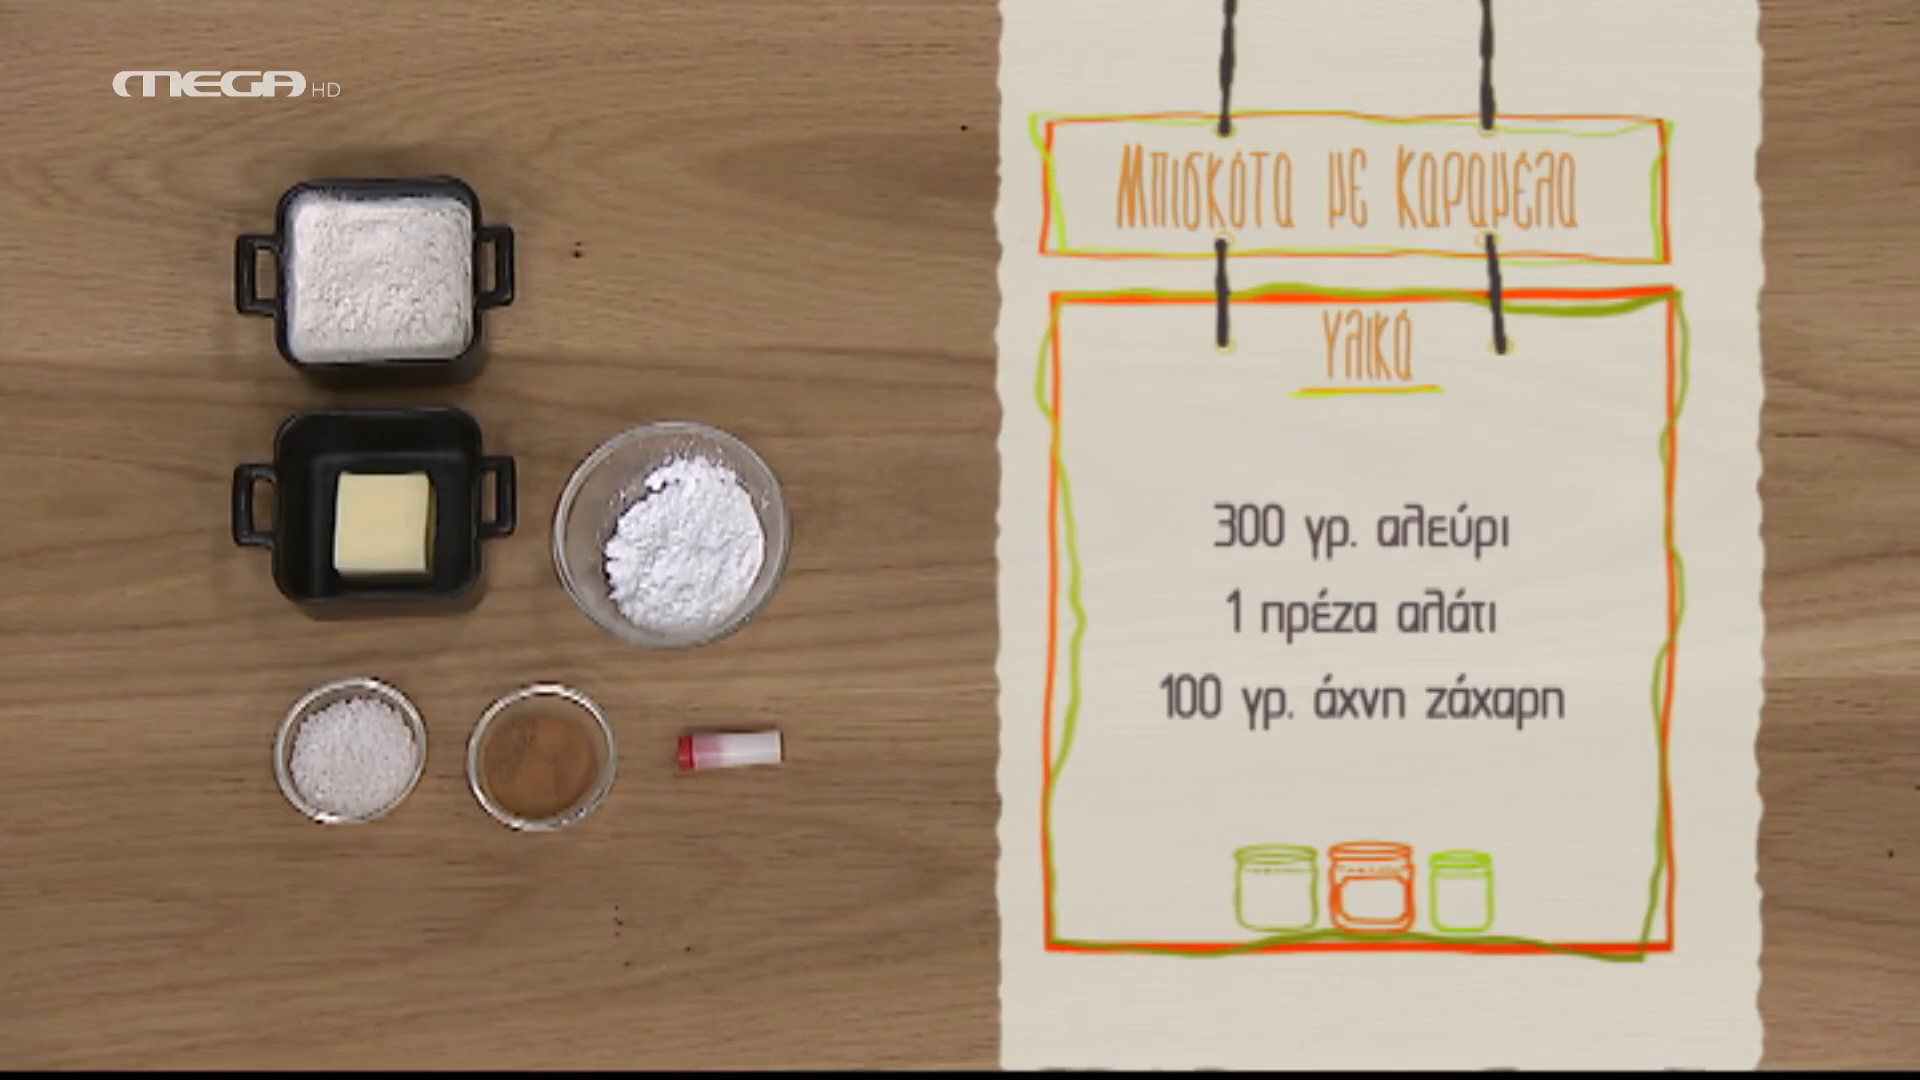 MEGA HD
Μπισκότα με καραμέλα
Υλικά
300 γρ. αλεύρι
1 πρέζα αλάτι
100 γρ. άχνη ζάχαρη